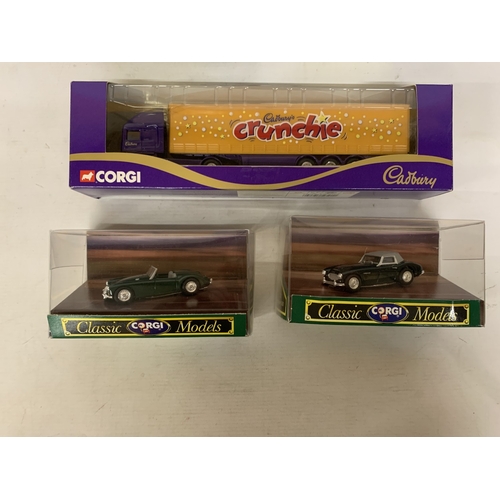 Cadbury's
crunchie
CORGI
Cadbury
Classic CORGI Models
Classic CORGI Models